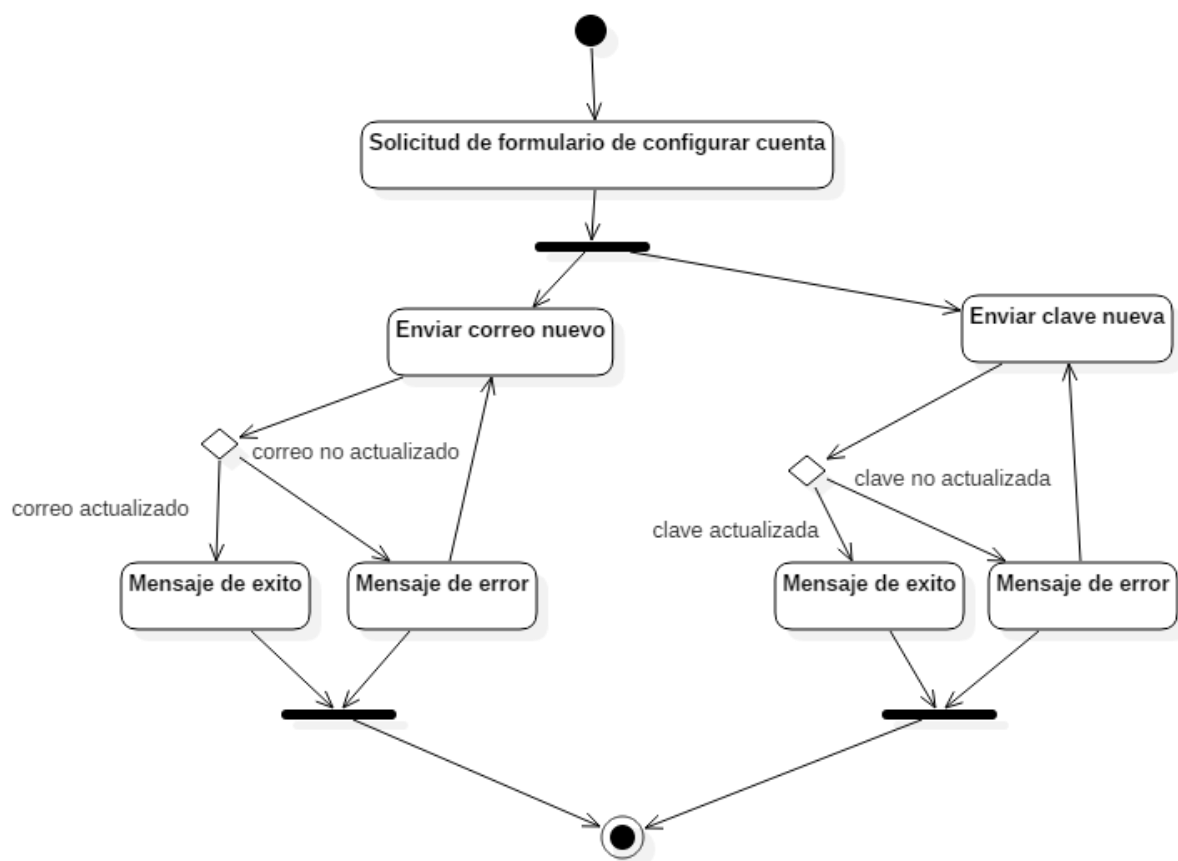 Solicitud de formulario de configurar cuenta
Enviar correo nuevo
Enviar clave nueva
correo no actualizado
clave no actualizada
correo actualizado
clave actualizada
Mensaje de exito
Mensaje de error
Mensaje de exito
Mensaje de error